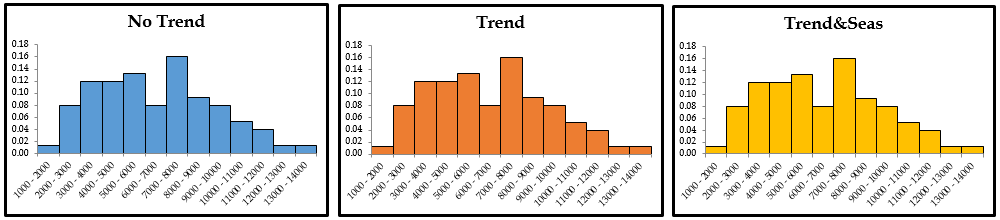 No Trend
0.18
0.16
0.14
0.12
0.10
0.08
0.06
0.04
0.02
0.00
1000 - 2000
2000 - 3000
3000 - 4000
4000 - 5000
5000 - 6000
6000 - 7000
7000 - 8000
8000 - 9000
9000 - 10000
10000 - 11000
11000 - 12000
12000 - 13000
13000 - 14000
Trend
0.18
0.16
0.14
0.12
0.10
0.08
0.06
0.04
0.02
0.00
1000 - 2000
2000 - 3000
3000 - 4000
4000 - 5000
5000 - 6000
6000 - 7000
7000 - 8000
8000 - 9000
9000 - 10000
10000 - 11000
11000 - 12000
12000 - 13000
13000 - 14000
Trend&Seas
0.18
0.16
0.14
0.12
0.10
0.08
0.06
0.04
0.02
0.00
1000 - 2000
2000 - 3000
3000 - 4000
4000 - 5000
5000 - 6000
6000 - 7000
7000 - 8000
8000 - 9000
9000 - 10000
10000 - 11000
11000 - 12000
12000 - 13000
13000 - 14000